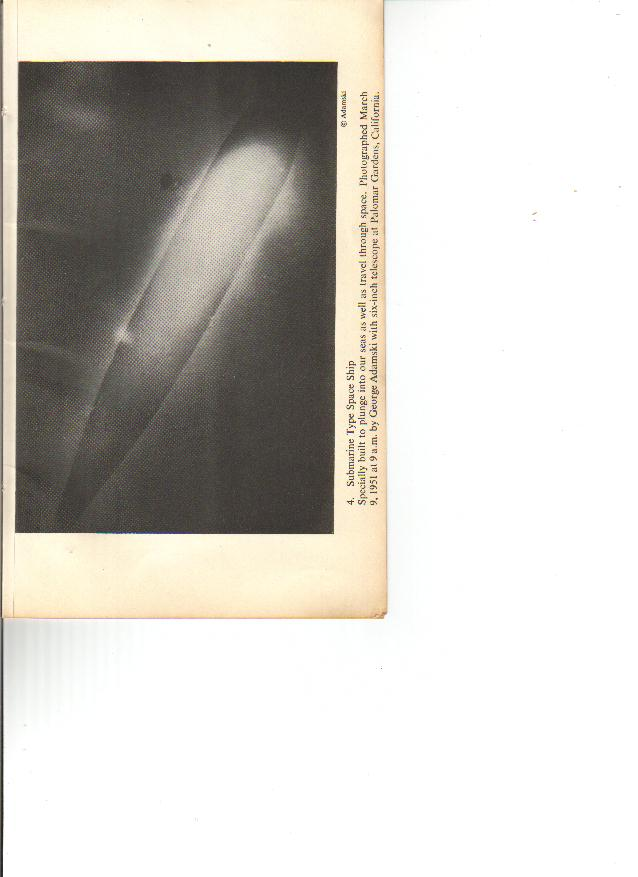 © Adamski
4. Submarine Type Space Ship
Specially built to plunge into our seas as well as travel through space. Photographed March
9, 1951 at 9 a.m. by George Adamski with six-inch telescope at Palomar Gardens, California.